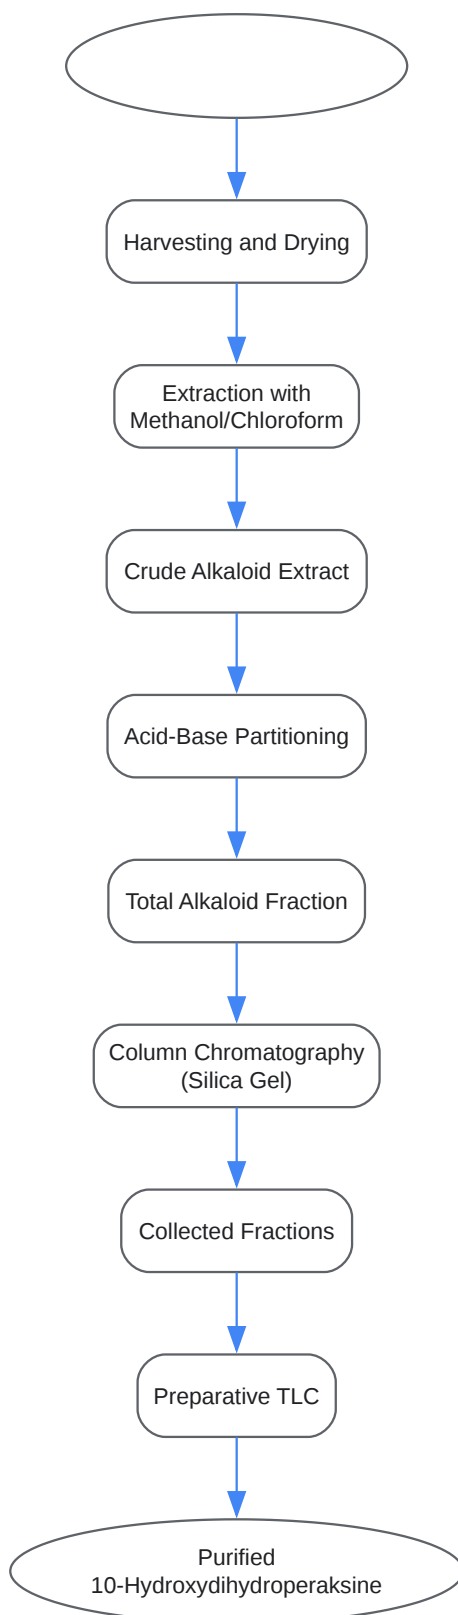 Harvesting and Drying
Extraction with
Methanol/Chloroform
Crude Alkaloid Extract
Acid-Base Partitioning
Total Alkaloid Fraction
Column Chromatography
(Silica Gel)
Collected Fractions
Preparative TLC
Purified
10-Hydroxydihydroperaksine